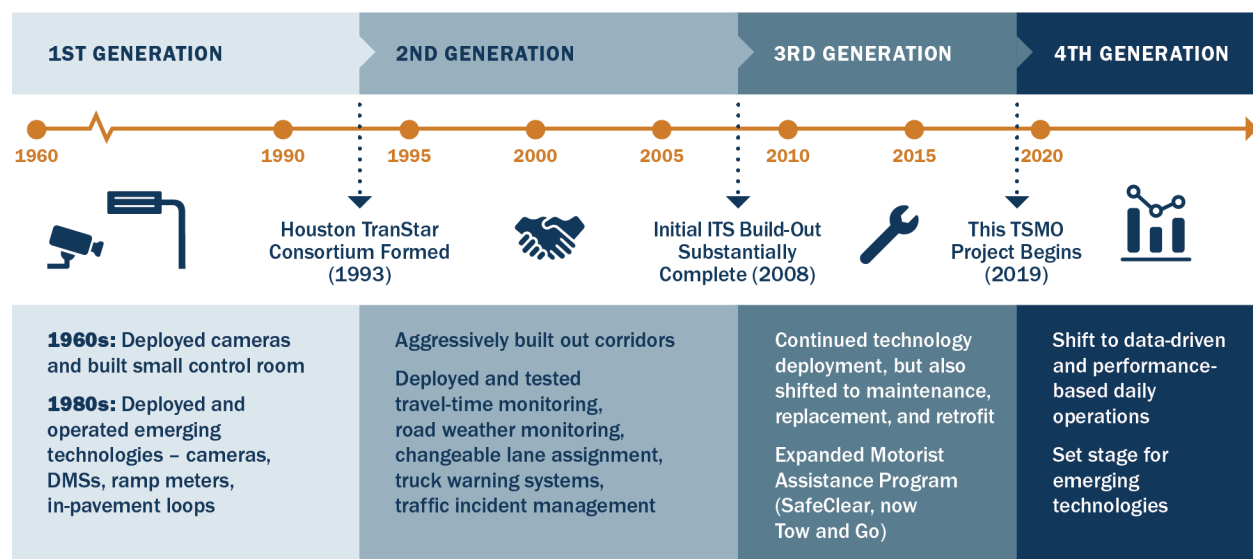 1ST GENERATION
2ND GENERATION
3RD GENERATION
4TH GENERATION
1960
1990
1995
2000
2005
2010
2015
2020
Houston TranStar
Consortium Formed
(1993)
Initial ITS Build-Out
Substantially
Complete (2008)
This TSMO
Project Begins
(2019)
1960s: Deployed cameras
and built small control room
1980s: Deployed and
operated emerging
technologies – cameras,
DMSs, ramp meters,
in-pavement loops
Aggressively built out corridors
Deployed and tested
travel-time monitoring,
road weather monitoring,
changeable lane assignment,
truck warning systems,
traffic incident management
Continued technology
deployment, but also
shifted to maintenance,
replacement, and retrofit
Expanded Motorist
Assistance Program
(SafeClear, now
Tow and Go)
Shift to data-driven
and performance-
based daily
operations
Set stage for
emerging
technologies